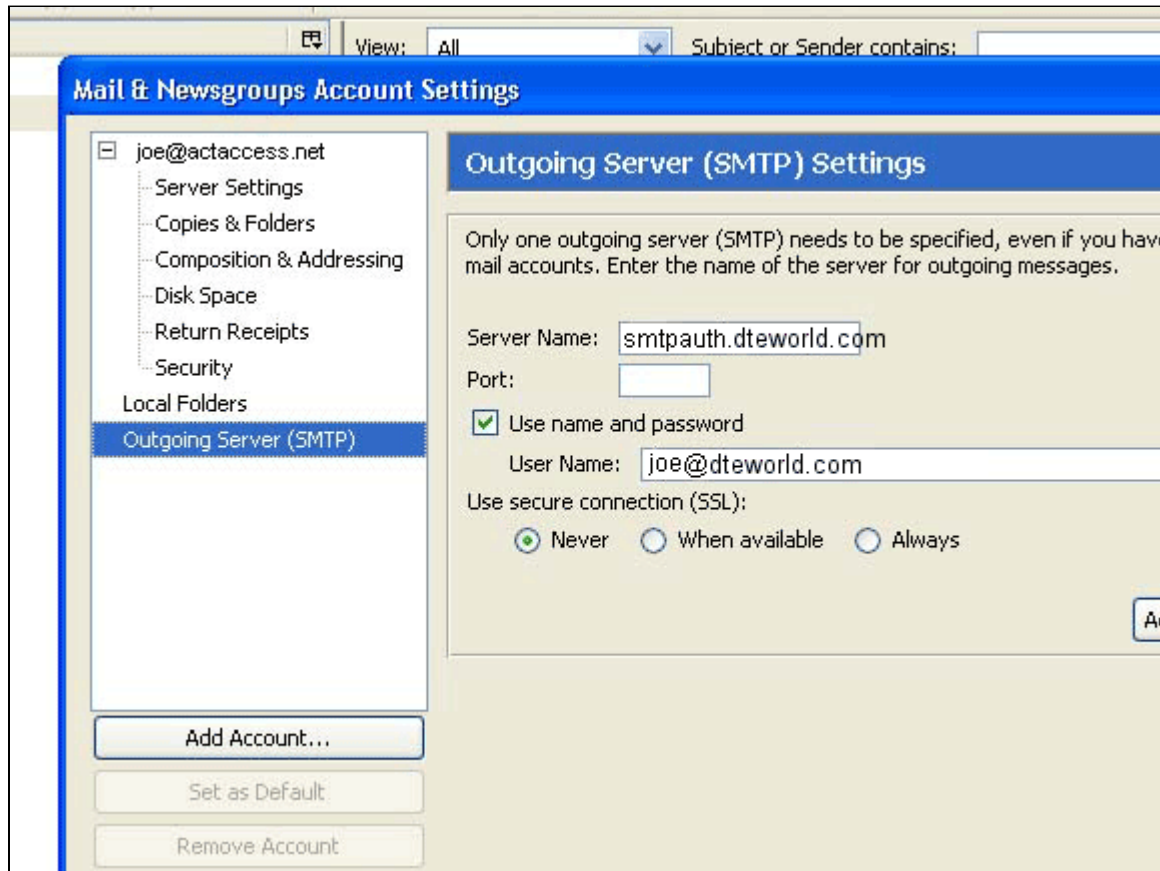 View: All Subject or Sender contains:
Mail & Newsgroups Account Settings
joe@actaccess.net
Server Settings
Copies & Folders
Composition & Addressing
Disk Space
Return Receipts
Security
Local Folders
Outgoing Server (SMTP)
Add Account...
Set as Default
Remove Account
Outgoing Server (SMTP) Settings
Only one outgoing server (SMTP) needs to be specified, even if you have
mail accounts. Enter the name of the server for outgoing messages.
Server Name: smtpauth.dteworld.com
Port:
Use name and password
User Name: joe@dteworld.com
Use secure connection (SSL):
Never When available Always